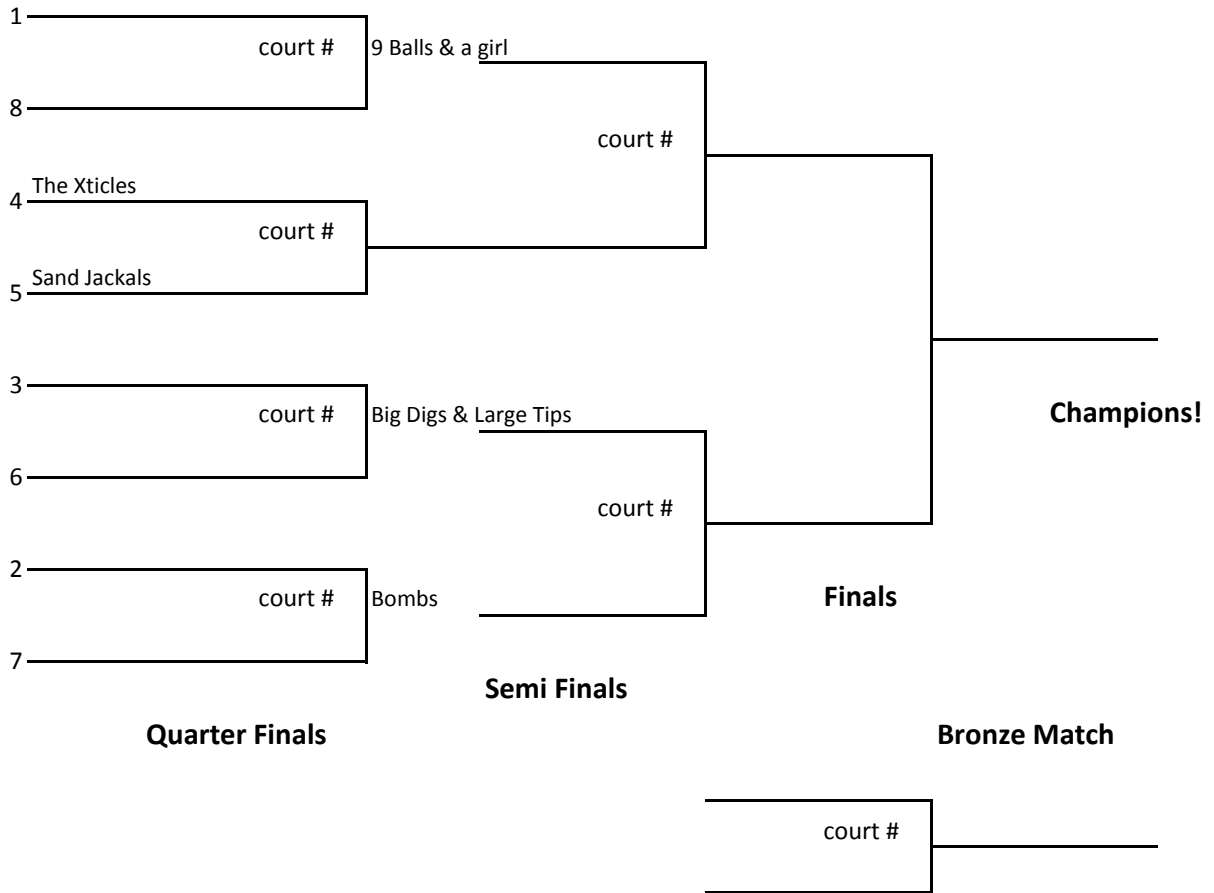 1
court #
9 Balls & a girl
8
court #
The Xticles
4
court #
Sand Jackals
5
3
court #
Big Digs & Large Tips
Champions!
6
court #
2
court #
Bombs
Finals
7
Semi Finals
Quarter Finals
Bronze Match
court #